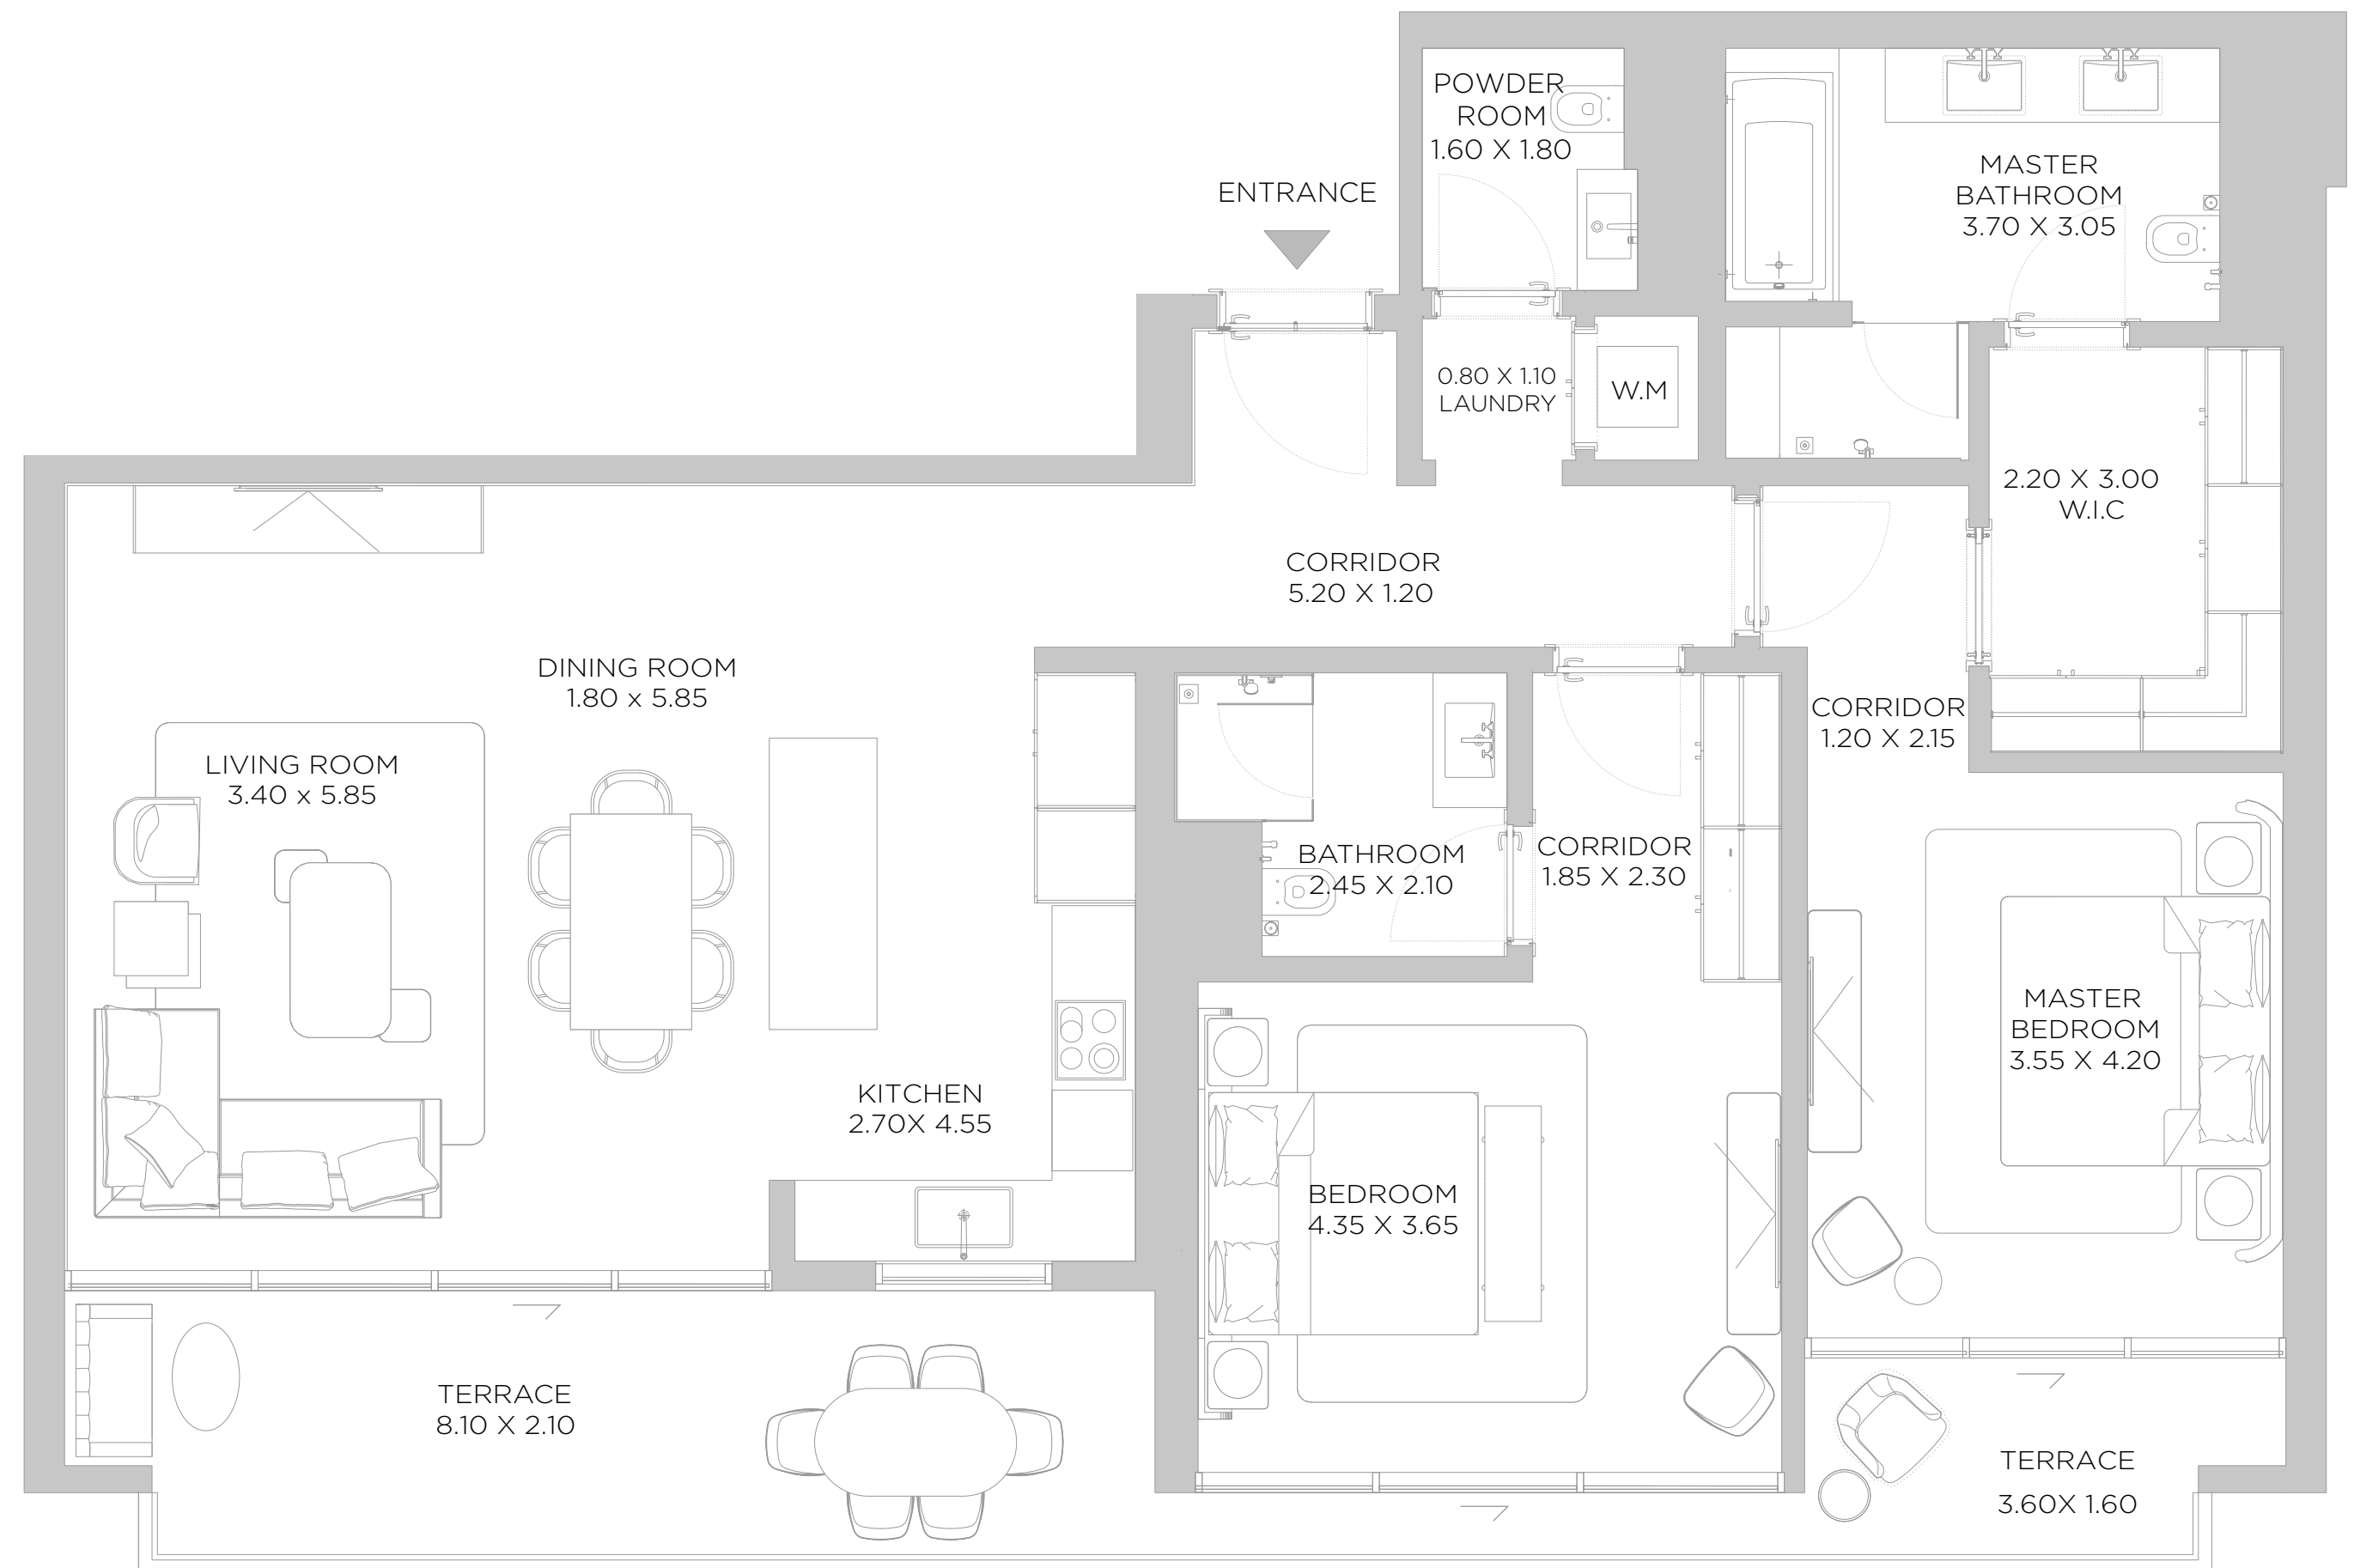 POWDER
ROOM
1.60 X 1.80
MASTER
BATHROOM
3.70 X 3.05
ENTRANCE
0.80 X 1.10
LAUNDRY
W.M
2.20 X 3.00
W.I.C
CORRIDOR
5.20 X 1.20
DINING ROOM
1.80 x 5.85
LIVING ROOM
3.40 x 5.85
CORRIDOR
1.20 X 2.15
BATHROOM
2.45 X 2.10
CORRIDOR
1.85 X 2.30
MASTER
BEDROOM
3.55 X 4.20
KITCHEN
2.70X 4.55
BEDROOM
4.35 X 3.65
TERRACE
8.10 X 2.10
TERRACE
3.60X 1.60